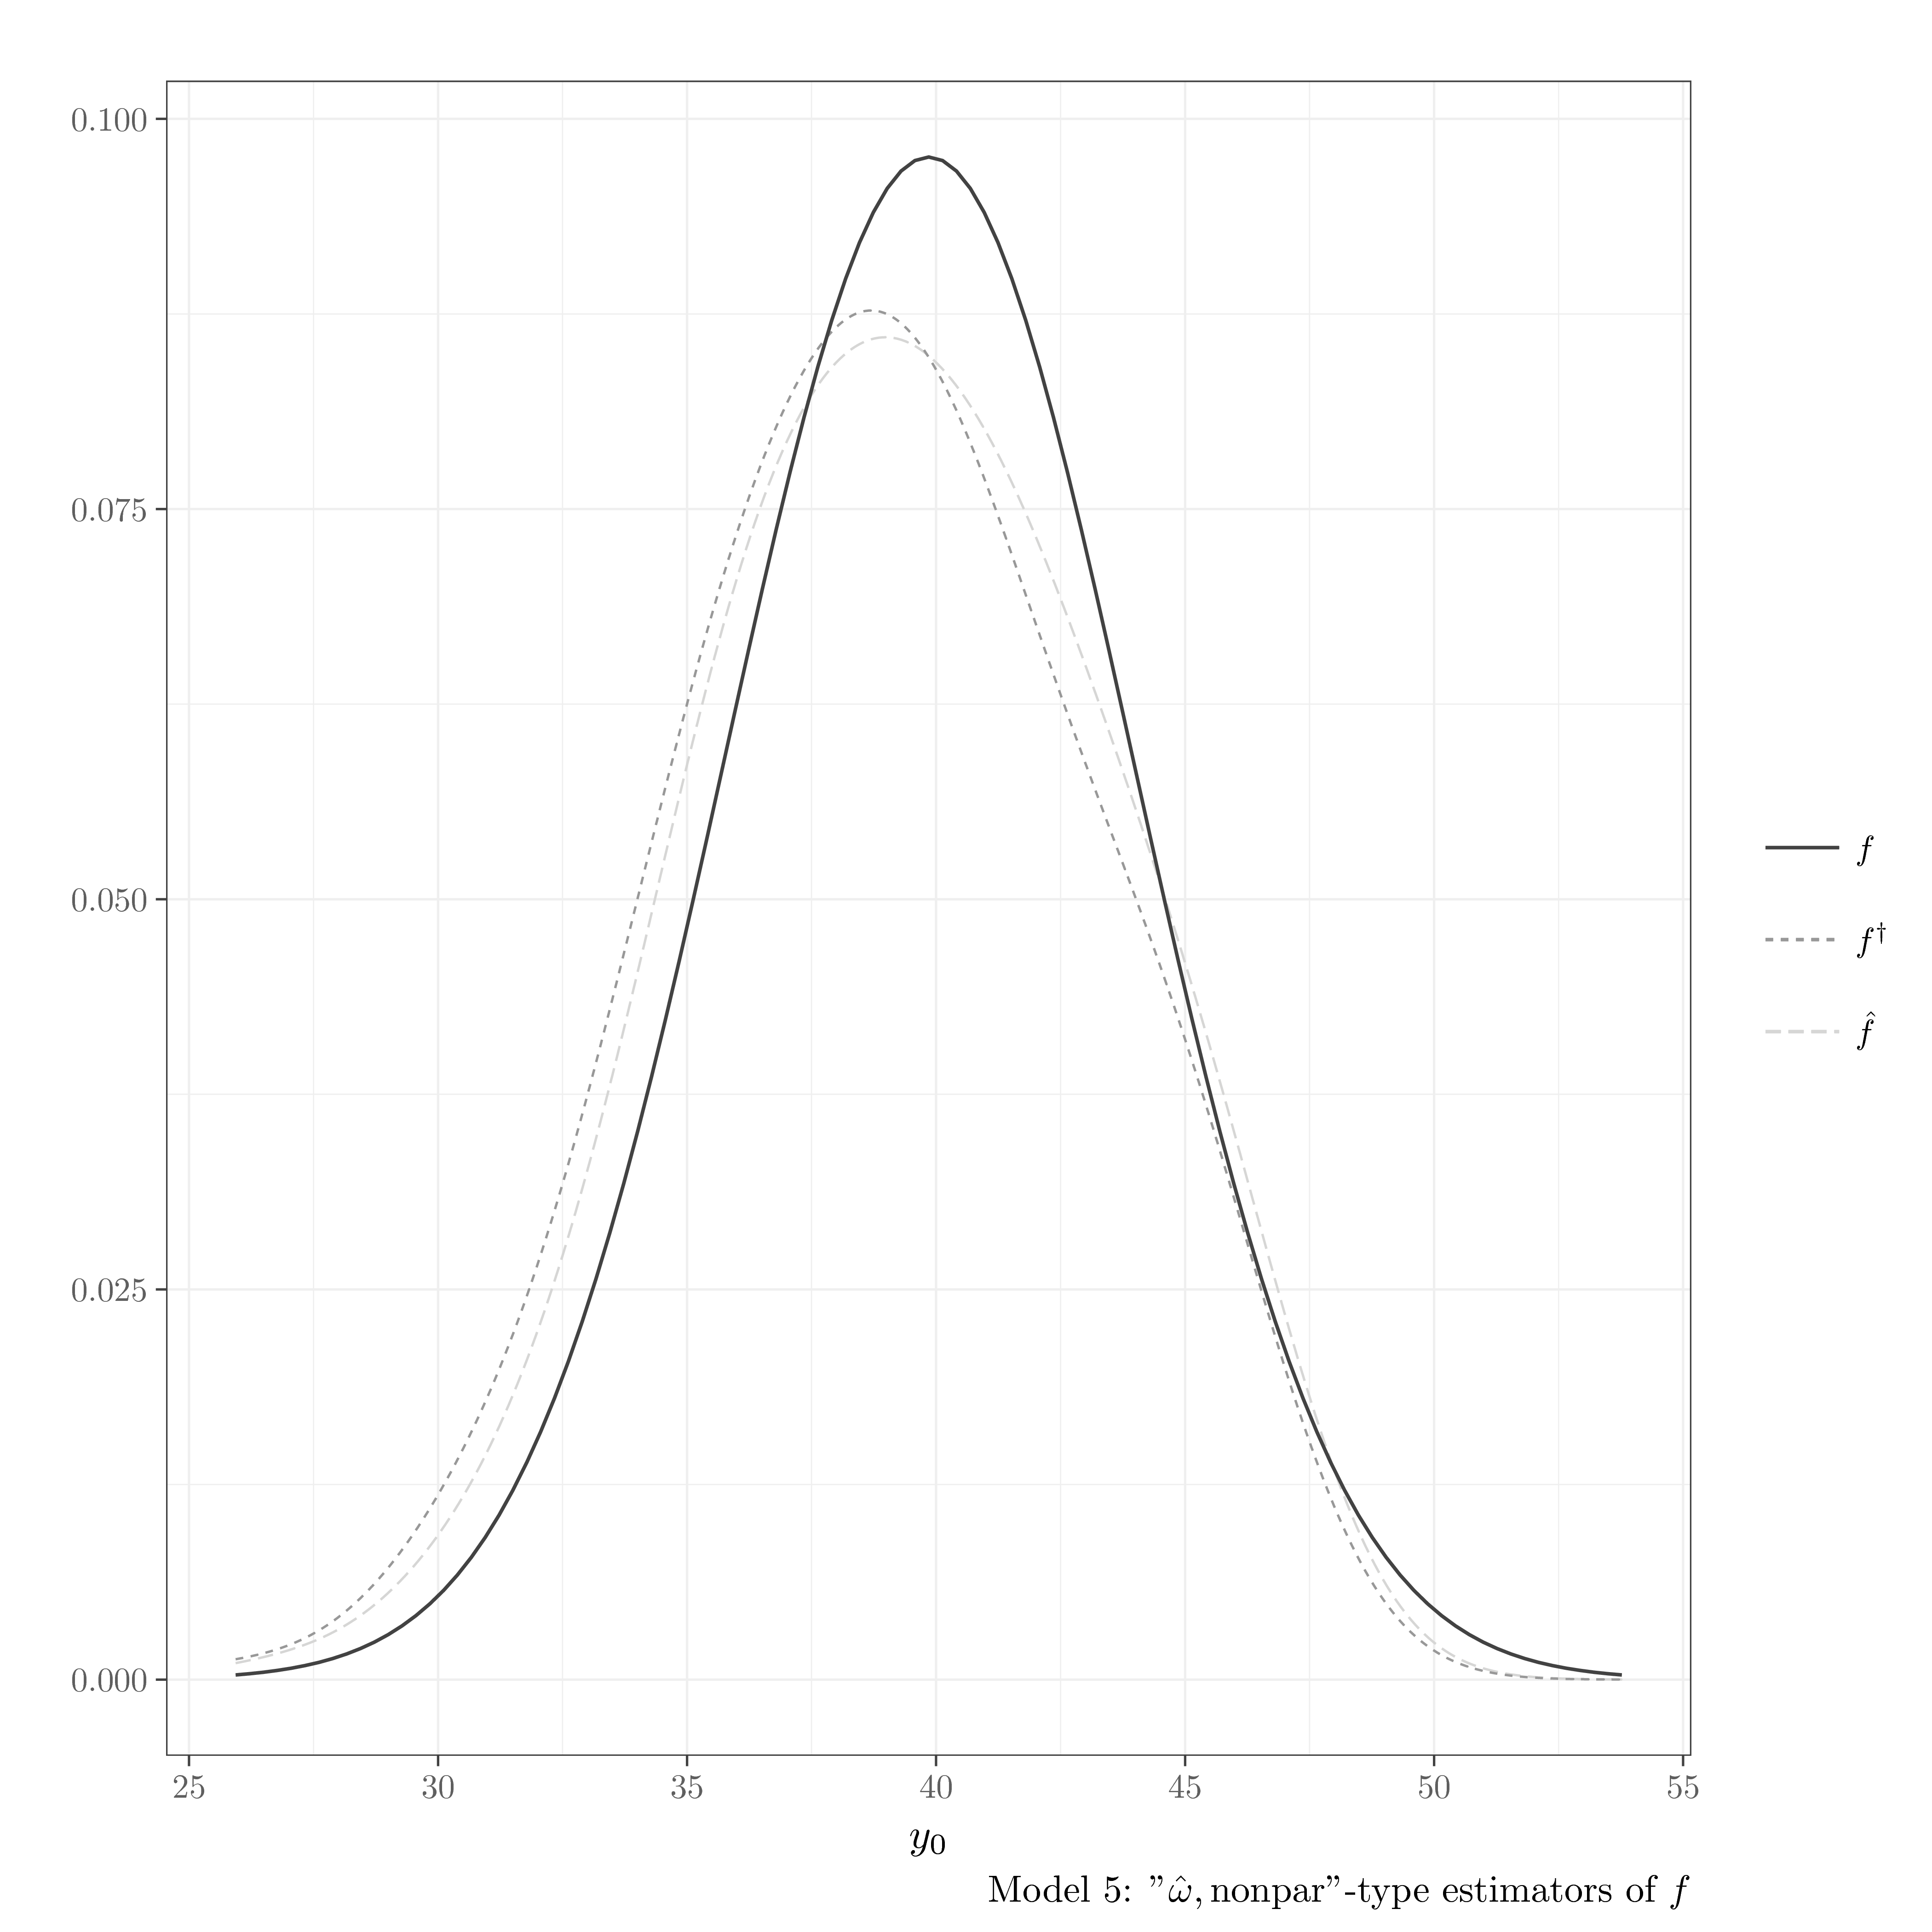 0.100
0.075
0.050
0.025
0.000
25 30 35 40 45 50 55
y₀
f
f†
f̂
Model 5: ”ω̂, nonpar”-type estimators of f